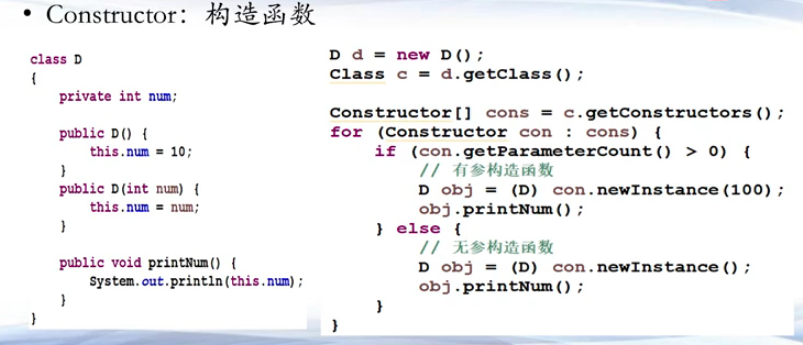 • Constructor: 构造函数
class D
{
    private int num;

    public D() {
        this.num = 10;
    }
    public D(int num) {
        this.num = num;
    }

    public void printNum() {
        System.out.println(this.num);
    }
}
D d = new D();
Class c = d.getClass();

Constructor[] cons = c.getConstructors();
for (Constructor con : cons) {
    if (con.getParameterCount() > 0) {
        // 有参构造函数
        D obj = (D) con.newInstance(100);
        obj.printNum();
    } else {
        // 无参构造函数
        D obj = (D) con.newInstance();
        obj.printNum();
    }
}